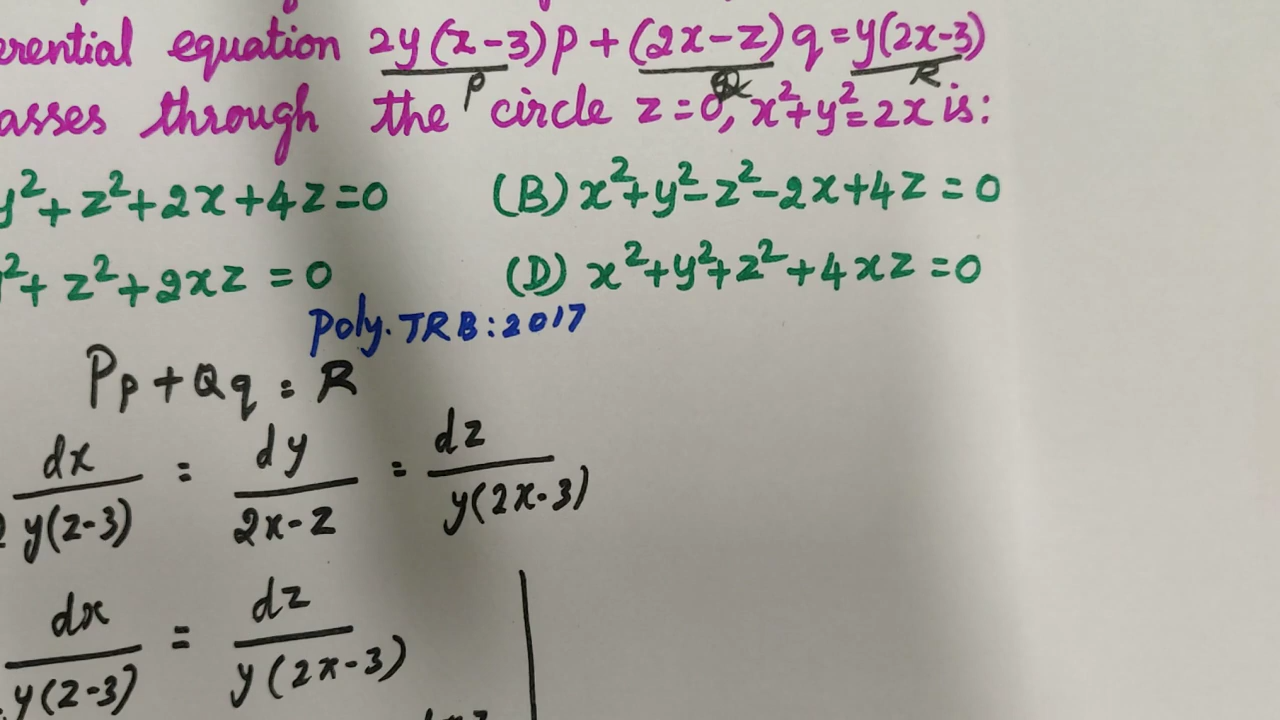 erential equation 2y(z-3)p + (2x-z)q = y(2x-3)
P Q R
asses through the circle z=0, x²+y²=2x is:
y²+z²+2x+4z=0 (B) x²+y²-z²-2x+4z=0
²+z²+2xz=0 (D) x²+y²+z²+4xz=0
Poly.TRB:2017
Pp+Qq=R
dx/2y(z-3) = dy/2x-z = dz/y(2x-3)
dx/y(z-3) = dz/y(2x-3)